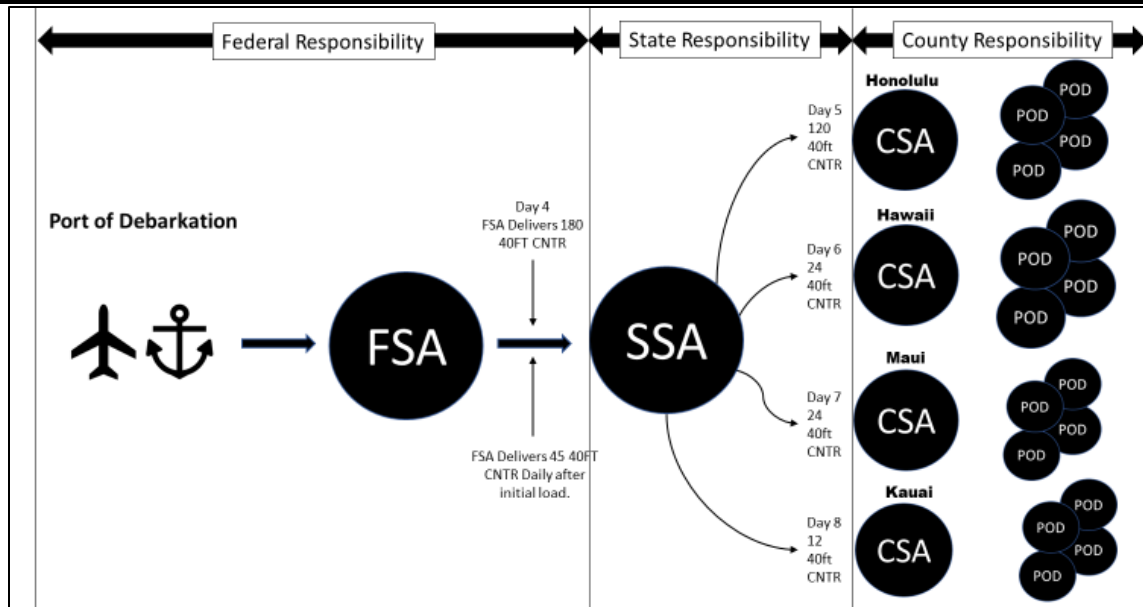 Federal Responsibility
State Responsibility
County Responsibility
Port of Debarkation
FSA
Day 4
FSA Delivers 180
40FT CNTR
FSA Delivers 45 40FT
CNTR Daily after
initial load.
SSA
Day 5
120
40ft
CNTR
Honolulu
CSA
POD
POD
POD
POD
Day 6
24
40ft
CNTR
Hawaii
CSA
POD
POD
POD
POD
Day 7
24
40ft
CNTR
Maui
CSA
POD
POD
POD
POD
Day 8
12
40ft
CNTR
Kauai
CSA
POD
POD
POD
POD